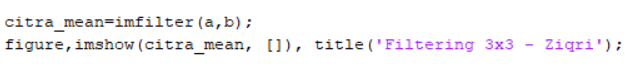 citra_mean=imfilter(a,b);
figure,imshow(citra_mean, []), title('Filtering 3x3 - Ziqri');